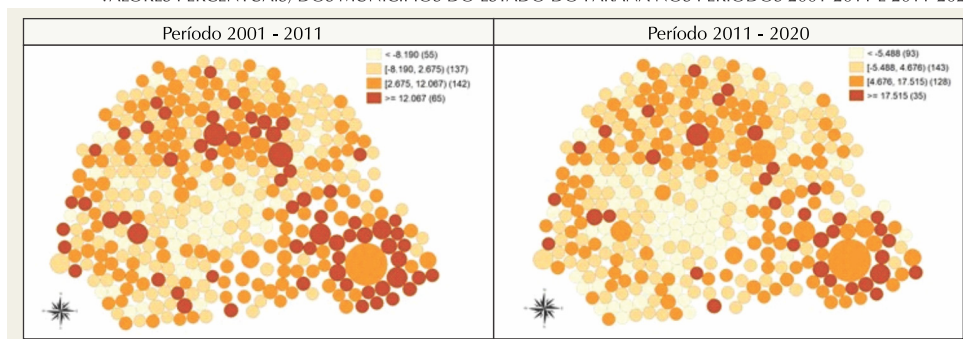 Período 2001 - 2011
< -8.190 (55)
[-8.190, 2.675) (137)
[2.675, 12.067) (142)
>= 12.067 (65)
Período 2011 - 2020
< -5.488 (93)
[-5.488, 4.676) (143)
[4.676, 17.515) (128)
>= 17.515 (35)